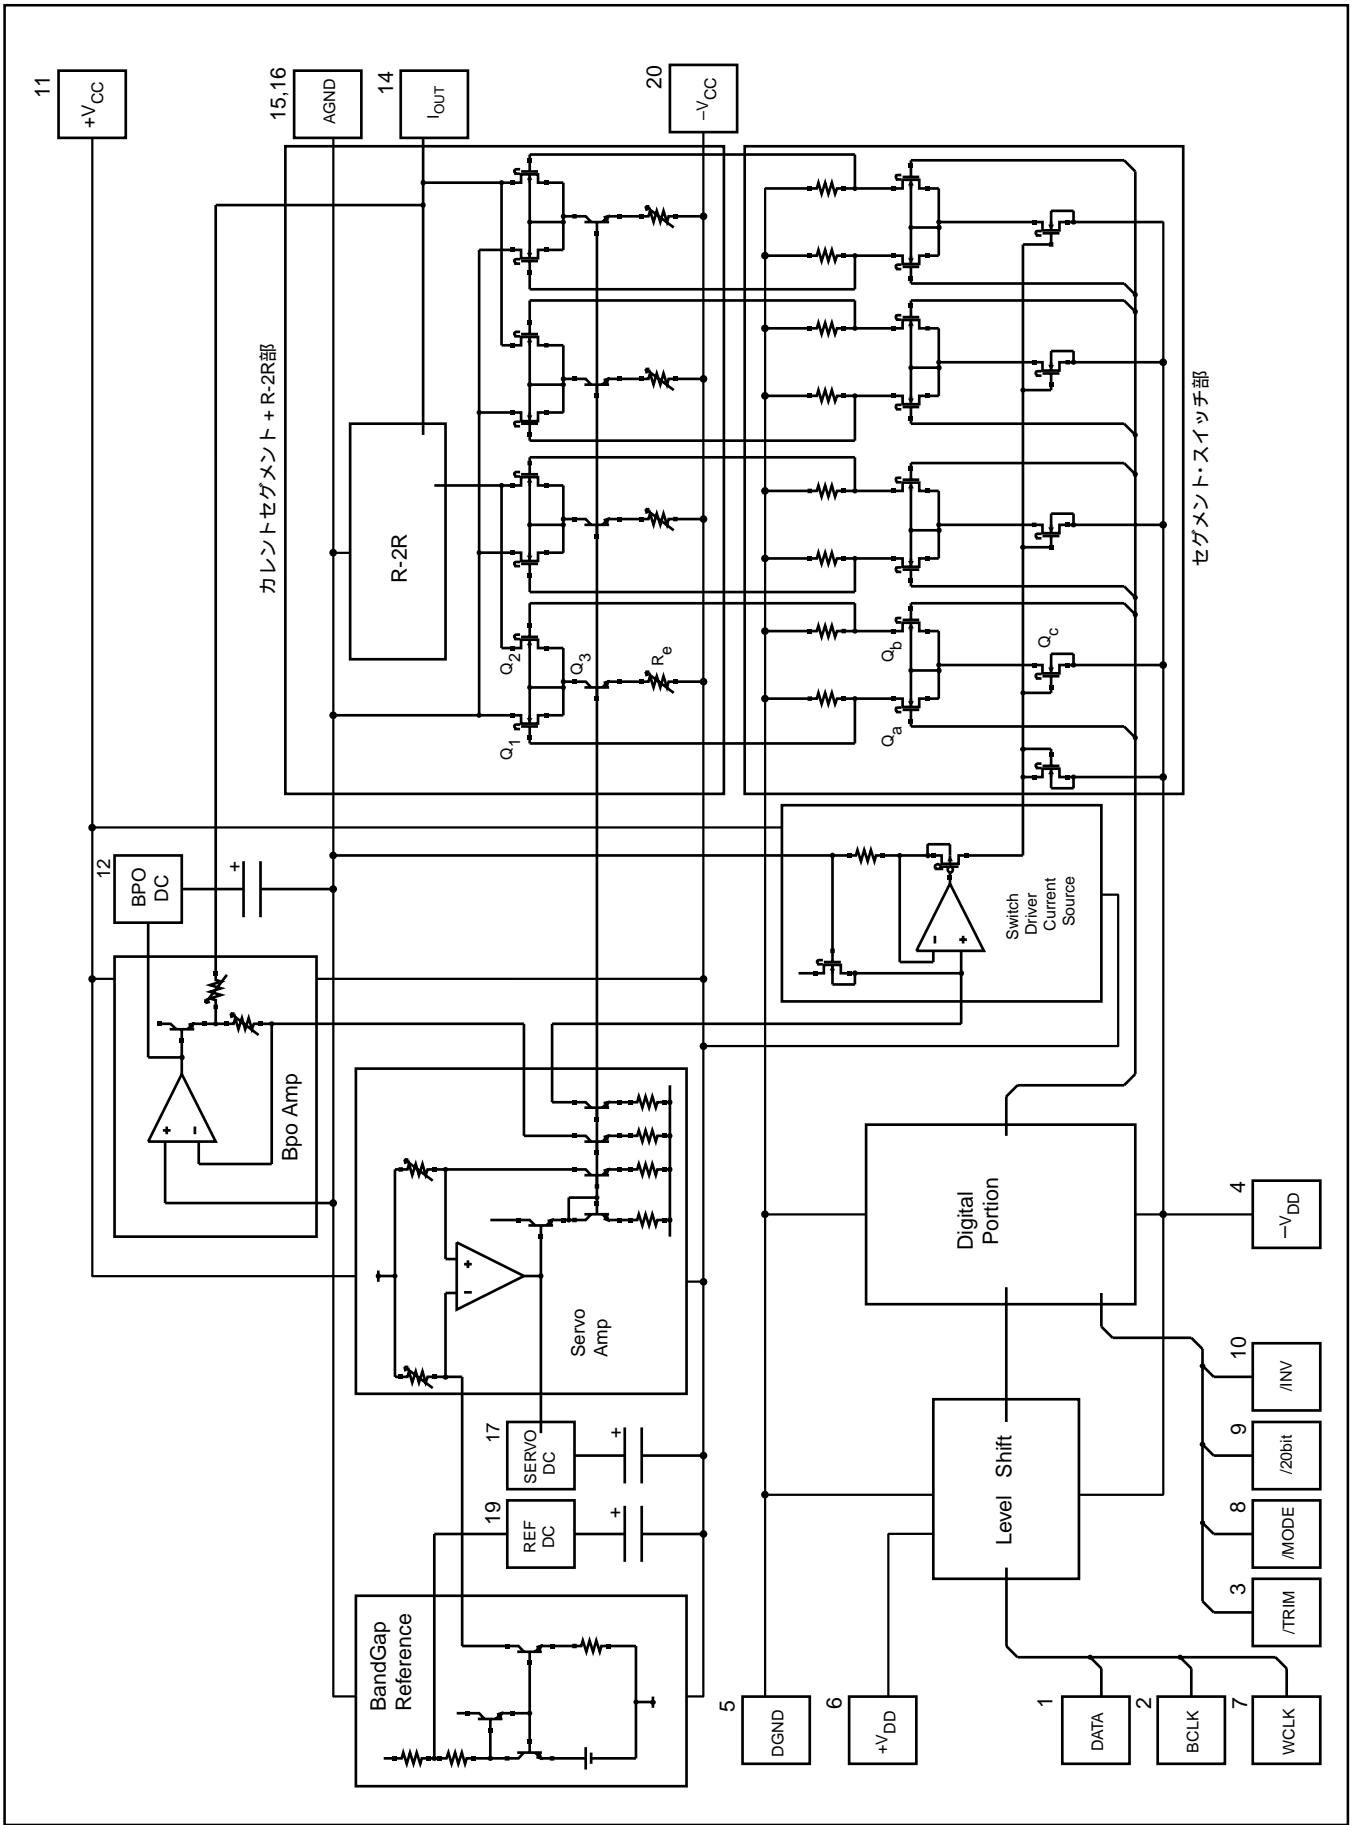 11
+VCC
15,16
AGND
14
IOUT
20
–VCC
カレントセグメント + R-2R部
R-2R
Q1
Q2
Q3
Re
セグメント・スイッチ部
Qa
Qb
Qc
12
BPO
DC
+
+
–
Bpo Amp
Switch
Driver
Current
Source
–
+
Servo
Amp
+
–
17
SERVO
DC
+
19
REF
DC
+
BandGap
Reference
Digital
Portion
4
–VDD
Level Shift
10
/INV
9
/20bit
8
/MODE
3
/TRIM
5
DGND
6
+VDD
1
DATA
2
BCLK
7
WCLK